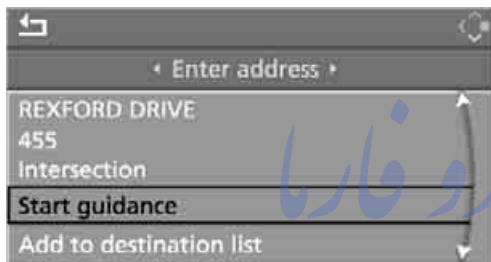 Enter address
REXFORD DRIVE
455
Intersection
Start guidance
Add to destination list